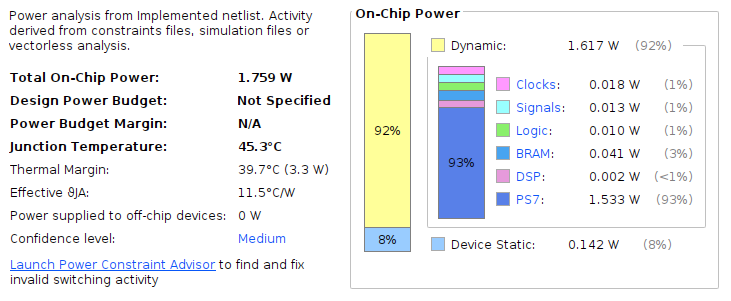 Power analysis from Implemented netlist. Activity
derived from constraints files, simulation files or
vectorless analysis.
Total On-Chip Power: 1.759 W
Design Power Budget: Not Specified
Power Budget Margin: N/A
Junction Temperature: 45.3°C
Thermal Margin: 39.7°C (3.3 W)
Effective ϑJA: 11.5°C/W
Power supplied to off-chip devices: 0 W
Confidence level: Medium
Launch Power Constraint Advisor to find and fix
invalid switching activity
On-Chip Power
Dynamic: 1.617 W (92%)
Clocks: 0.018 W (1%)
Signals: 0.013 W (1%)
Logic: 0.010 W (1%)
BRAM: 0.041 W (3%)
DSP: 0.002 W (<1%)
PS7: 1.533 W (93%)
Device Static: 0.142 W (8%)
92%
93%
8%